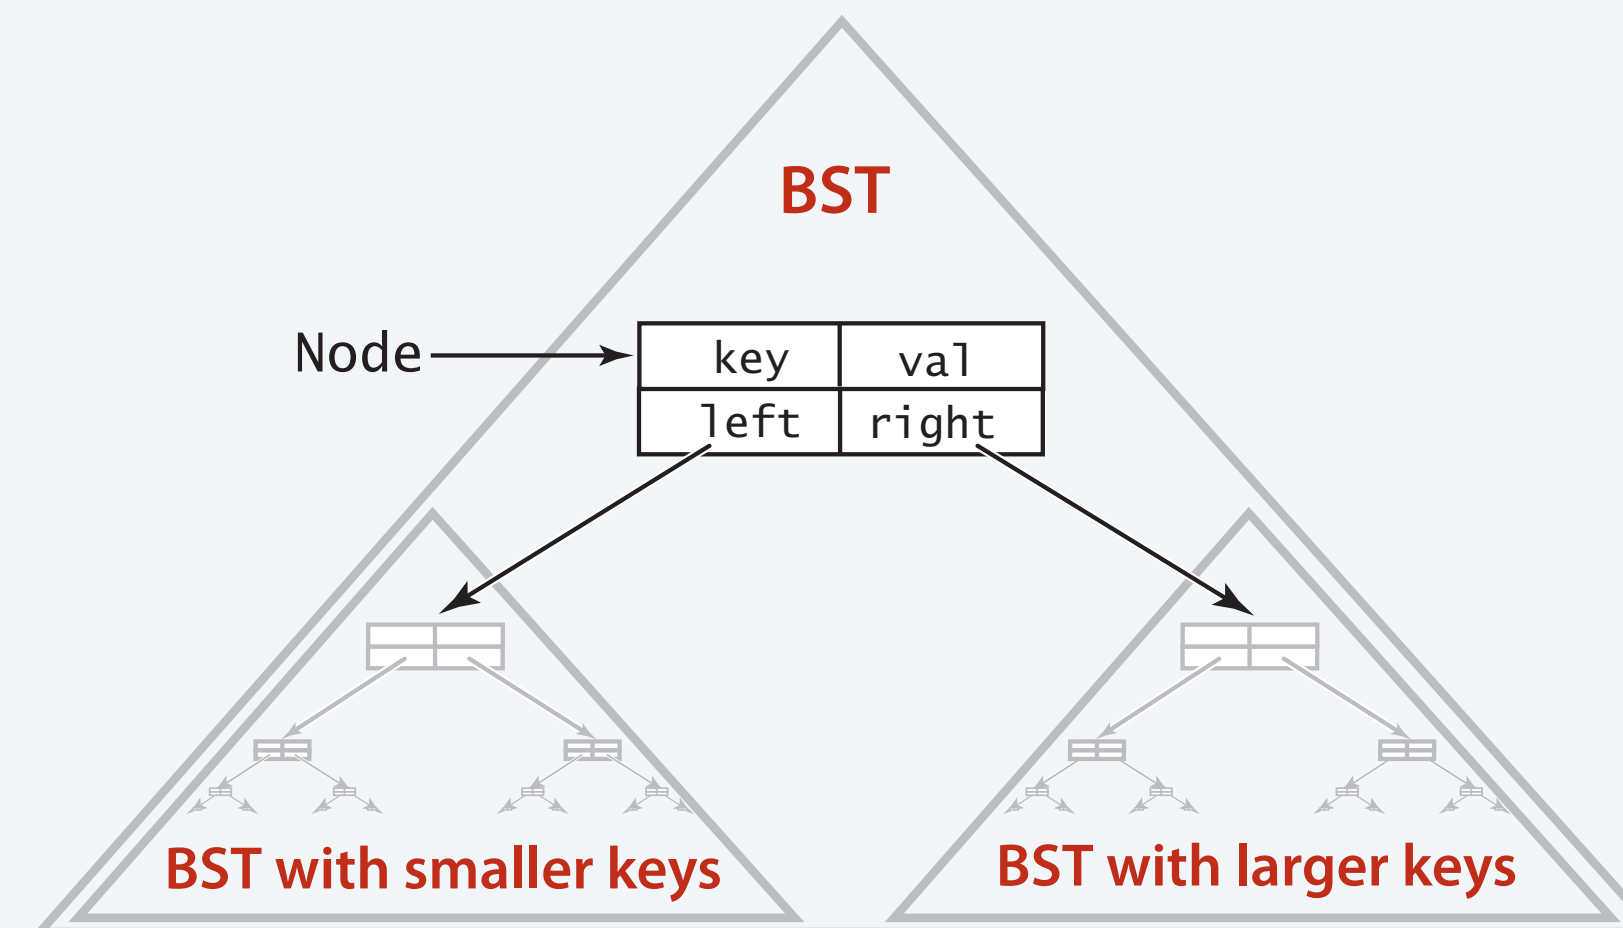 BST
Node
key val
left right
BST with smaller keys
BST with larger keys